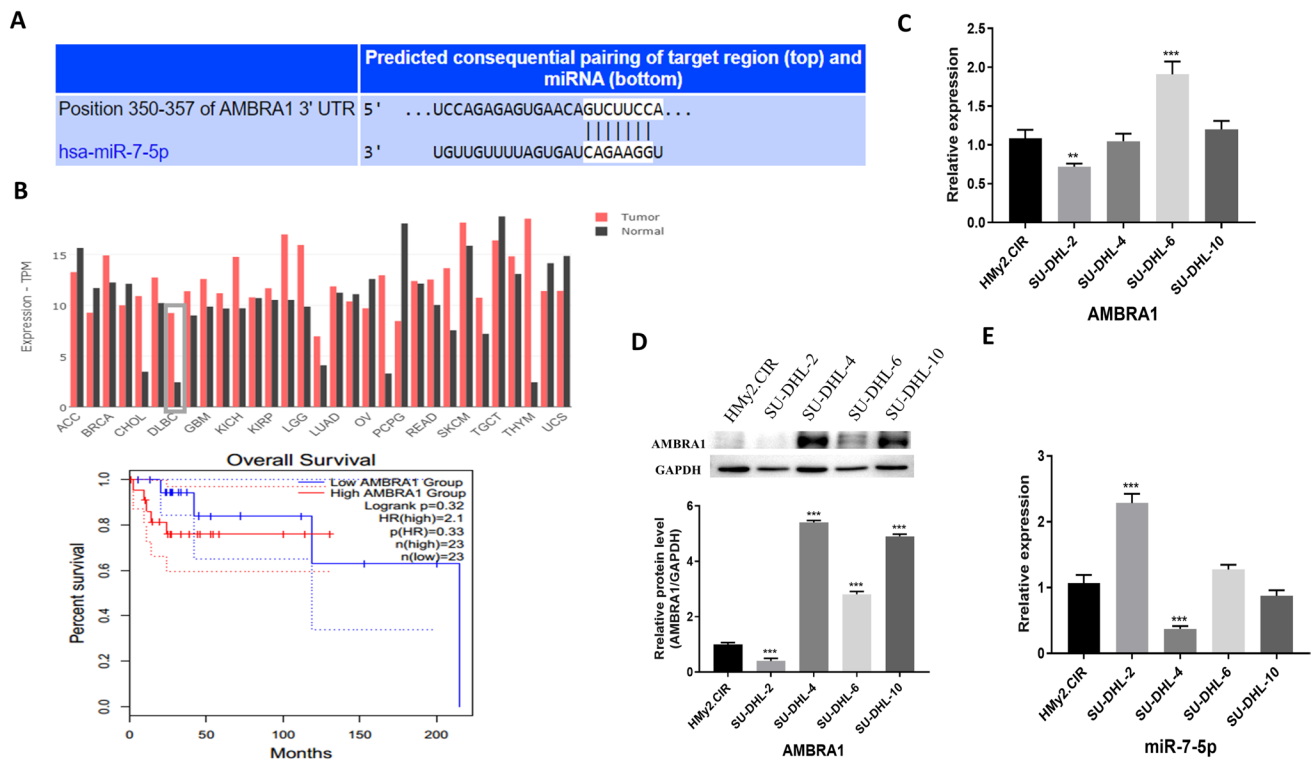 A
Predicted consequential pairing of target region (top) and
miRNA (bottom)
Position 350-357 of AMBRA1 3' UTR 5' ...UCCAGAGAGUGAACAGUCUUCCA...
hsa-miR-7-5p 3' UGUUGUUUUAGUGAUCAGAAGGU
B
Tumor
Normal
Expression - TPM
15
10
5
0
ACC
BRCA
CHOL
DLBC
GBM
KICH
KIRP
LGG
LUAD
OV
PCPG
READ
SKCM
TGCT
THYM
UCS
Overall Survival
Low AMBRA1 Group
High AMBRA1 Group
Logrank p=0.32
HR(high)=2.1
p(HR)=0.33
n(high)=23
n(low)=23
Percent survival
1.0
0.8
0.6
0.4
0.2
0.0
0 50 100 150 200
Months
C
Rrelative expression
2.5
2.0
1.5
1.0
0.5
0.0
**
***
HMy2.CIR
SU-DHL-2
SU-DHL-4
SU-DHL-6
SU-DHL-10
AMBRA1
D
HMy2.CIR
SU-DHL-2
SU-DHL-4
SU-DHL-6
SU-DHL-10
AMBRA1
GAPDH
Rrelative protein level
(AMBRA1/GAPDH)
6
4
2
0
***
***
***
***
HMy2.CIR
SU-DHL-2
SU-DHL-4
SU-DHL-6
SU-DHL-10
AMBRA1
E
Rrelative expression
3
2
1
0
***
***
HMy2.CIR
SU-DHL-2
SU-DHL-4
SU-DHL-6
SU-DHL-10
miR-7-5p